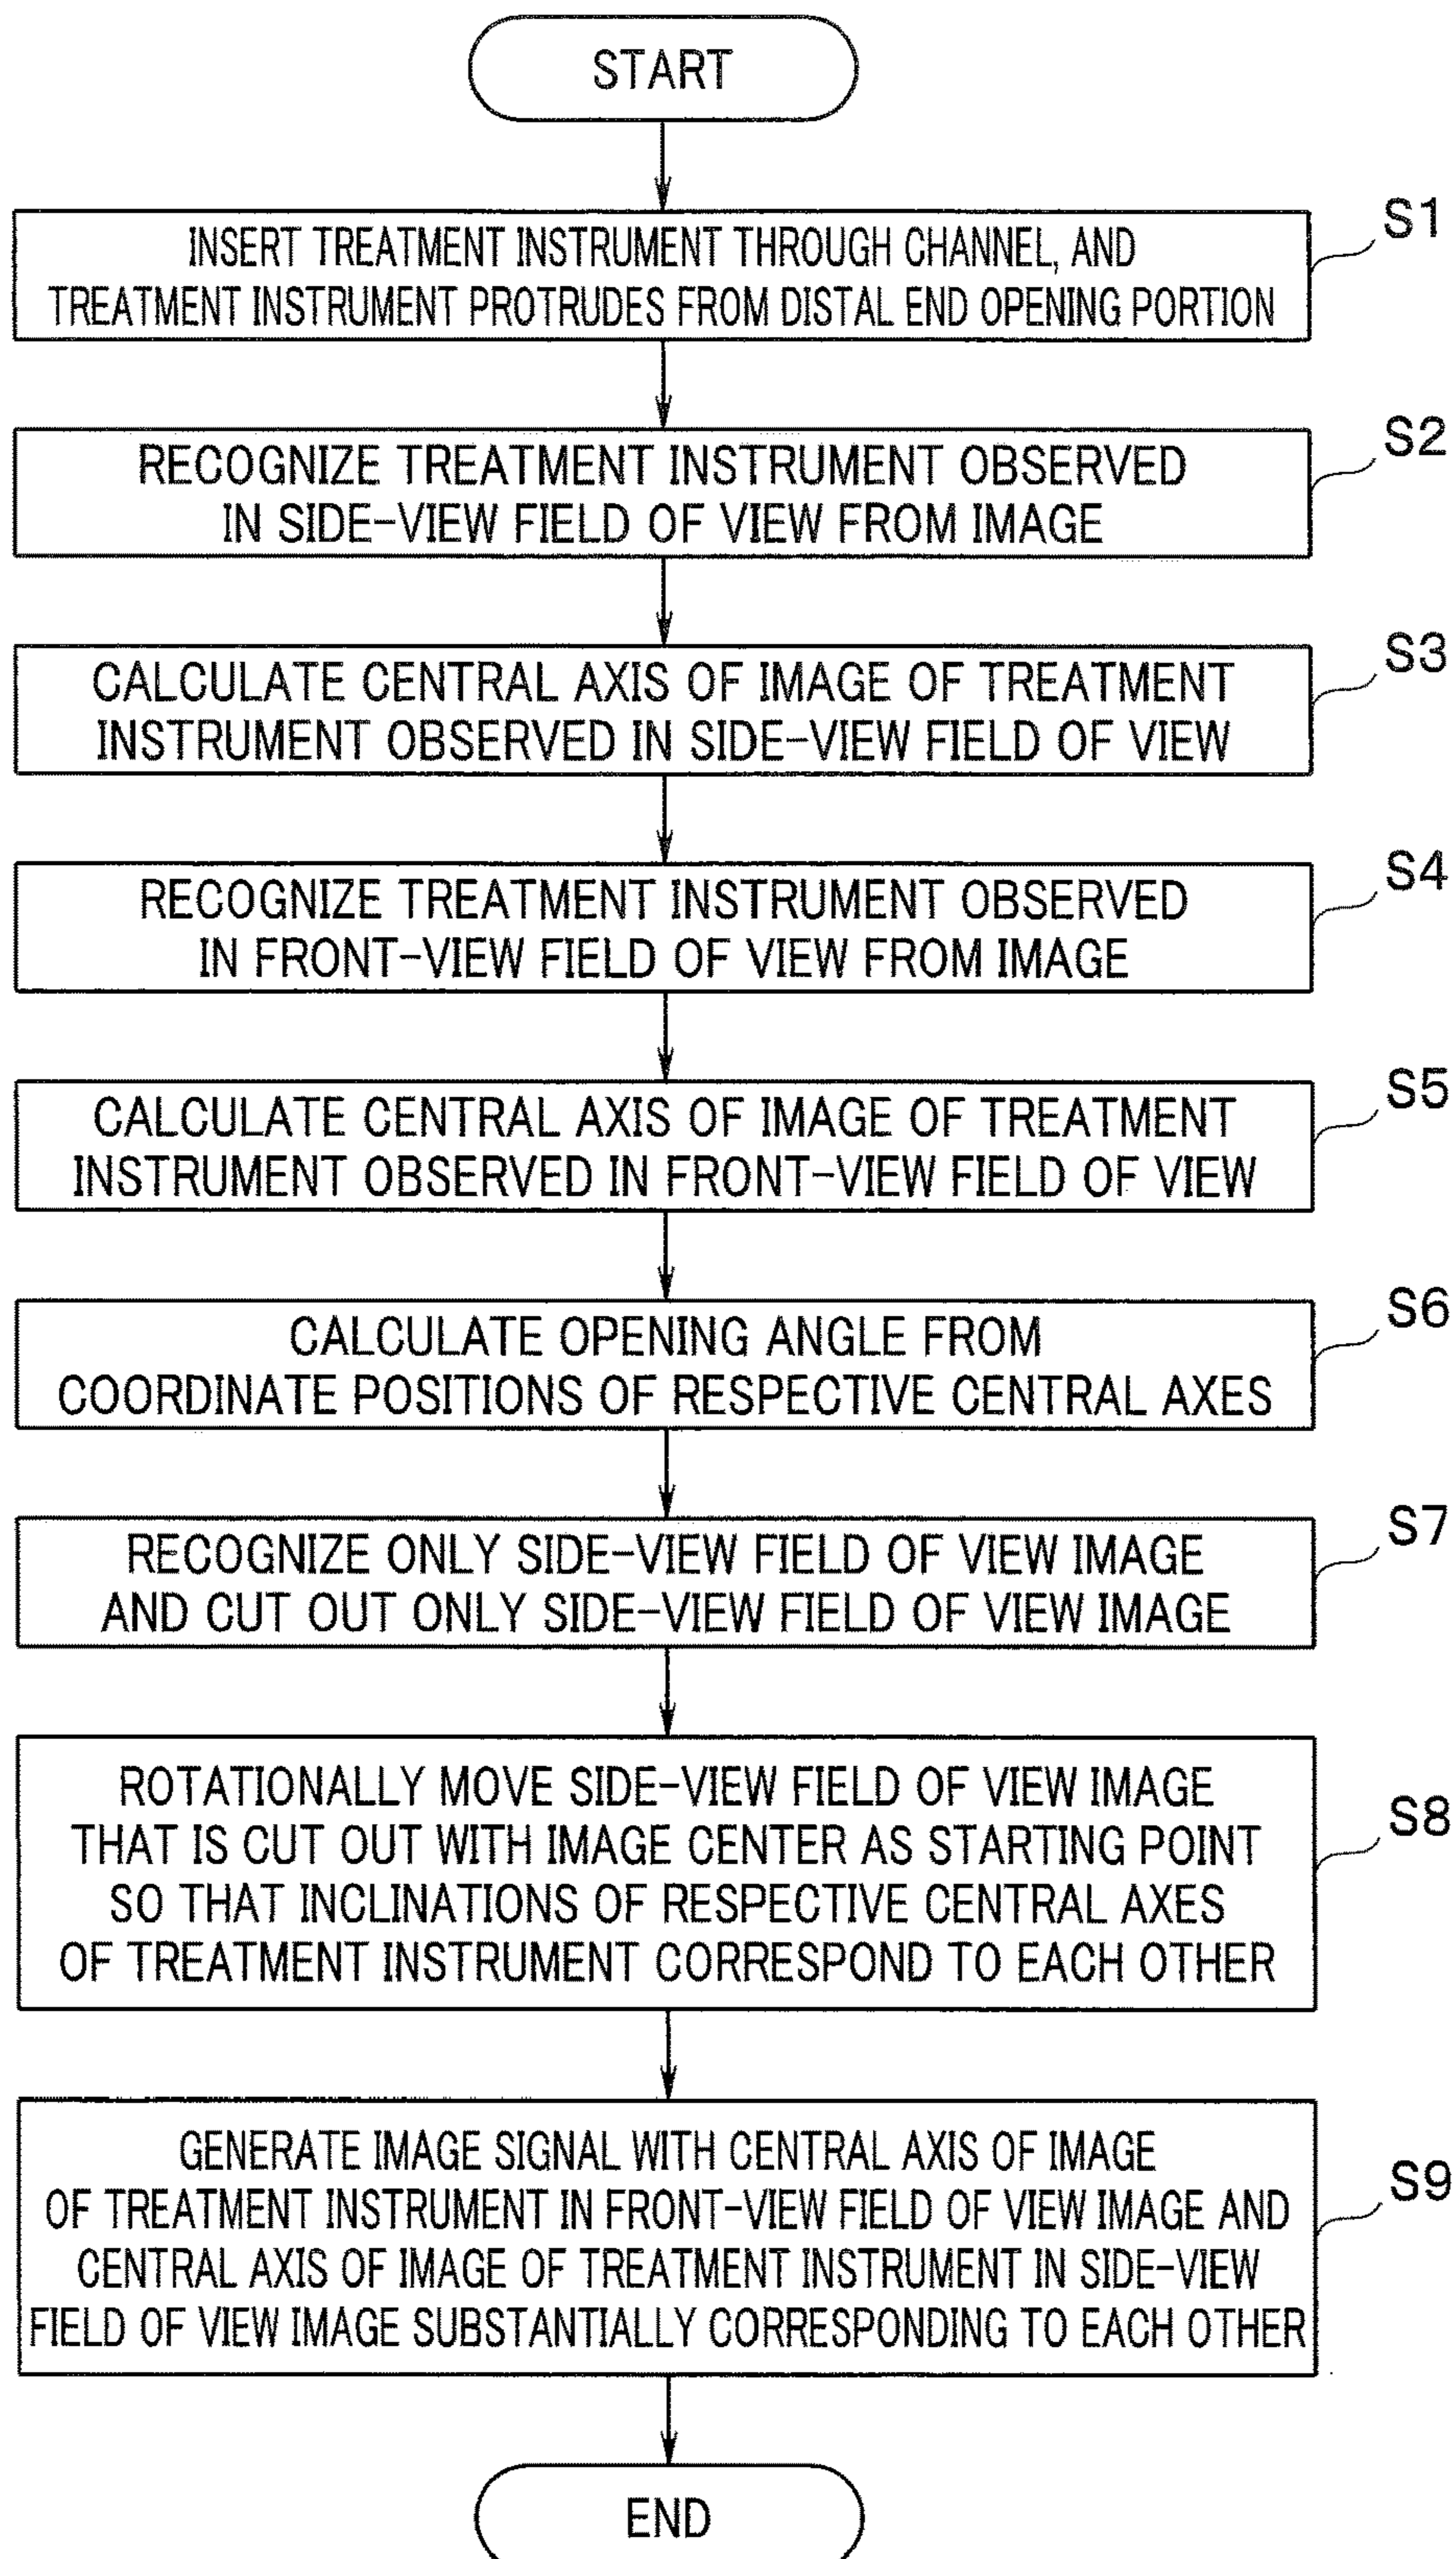 START
S1
INSERT TREATMENT INSTRUMENT THROUGH CHANNEL, AND
TREATMENT INSTRUMENT PROTRUDES FROM DISTAL END OPENING PORTION
S2
RECOGNIZE TREATMENT INSTRUMENT OBSERVED
IN SIDE-VIEW FIELD OF VIEW FROM IMAGE
S3
CALCULATE CENTRAL AXIS OF IMAGE OF TREATMENT
INSTRUMENT OBSERVED IN SIDE-VIEW FIELD OF VIEW
S4
RECOGNIZE TREATMENT INSTRUMENT OBSERVED
IN FRONT-VIEW FIELD OF VIEW FROM IMAGE
S5
CALCULATE CENTRAL AXIS OF IMAGE OF TREATMENT
INSTRUMENT OBSERVED IN FRONT-VIEW FIELD OF VIEW
S6
CALCULATE OPENING ANGLE FROM
COORDINATE POSITIONS OF RESPECTIVE CENTRAL AXES
S7
RECOGNIZE ONLY SIDE-VIEW FIELD OF VIEW IMAGE
AND CUT OUT ONLY SIDE-VIEW FIELD OF VIEW IMAGE
S8
ROTATIONALLY MOVE SIDE-VIEW FIELD OF VIEW IMAGE
THAT IS CUT OUT WITH IMAGE CENTER AS STARTING POINT
SO THAT INCLINATIONS OF RESPECTIVE CENTRAL AXES
OF TREATMENT INSTRUMENT CORRESPOND TO EACH OTHER
S9
GENERATE IMAGE SIGNAL WITH CENTRAL AXIS OF IMAGE
OF TREATMENT INSTRUMENT IN FRONT-VIEW FIELD OF VIEW IMAGE AND
CENTRAL AXIS OF IMAGE OF TREATMENT INSTRUMENT IN SIDE-VIEW
FIELD OF VIEW IMAGE SUBSTANTIALLY CORRESPONDING TO EACH OTHER
END